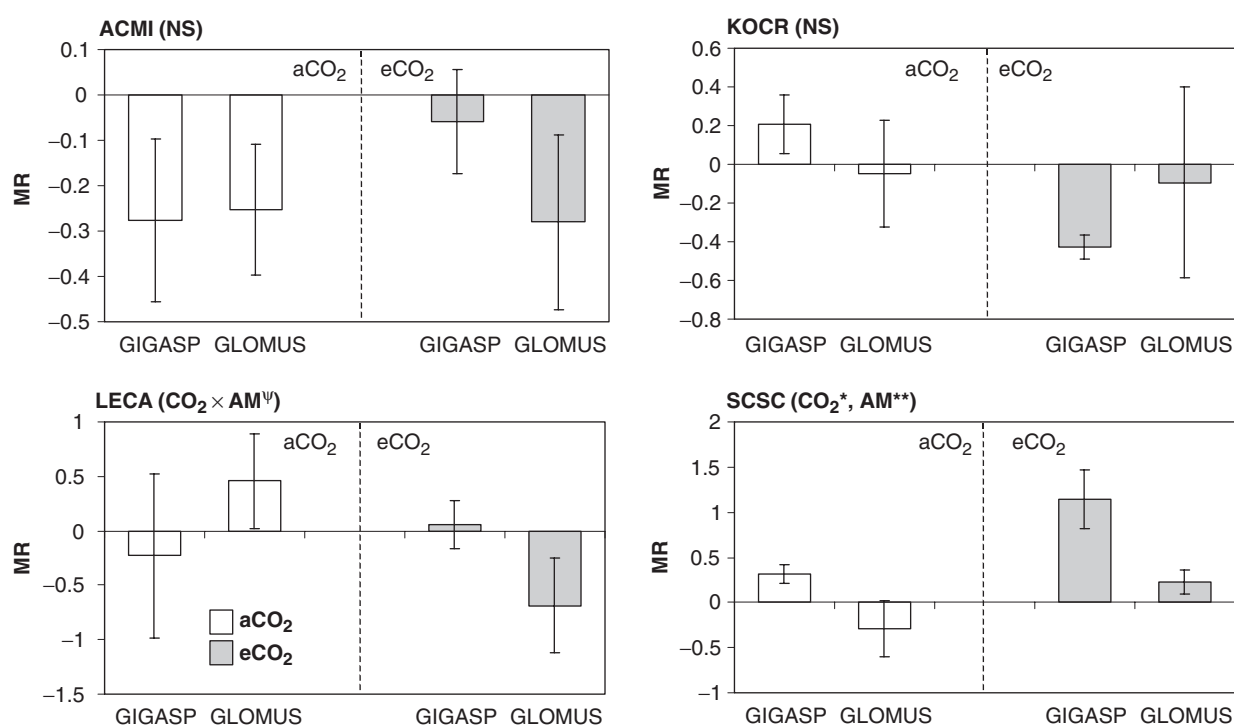 ACMI (NS)
0.1
0
−0.1
−0.2
−0.3
−0.4
−0.5
MR
aCO₂
eCO₂
GIGASP GLOMUS GIGASP GLOMUS
KOCR (NS)
0.6
0.4
0.2
0
−0.2
−0.4
−0.6
−0.8
MR
aCO₂
eCO₂
GIGASP GLOMUS GIGASP GLOMUS
LECA (CO₂ × AMᴪ)
1
0.5
0
−0.5
−1
−1.5
MR
aCO₂
eCO₂
aCO₂
eCO₂
GIGASP GLOMUS GIGASP GLOMUS
SCSC (CO₂*, AM**)
2
1.5
1
0.5
0
−0.5
−1
MR
aCO₂
eCO₂
GIGASP GLOMUS GIGASP GLOMUS